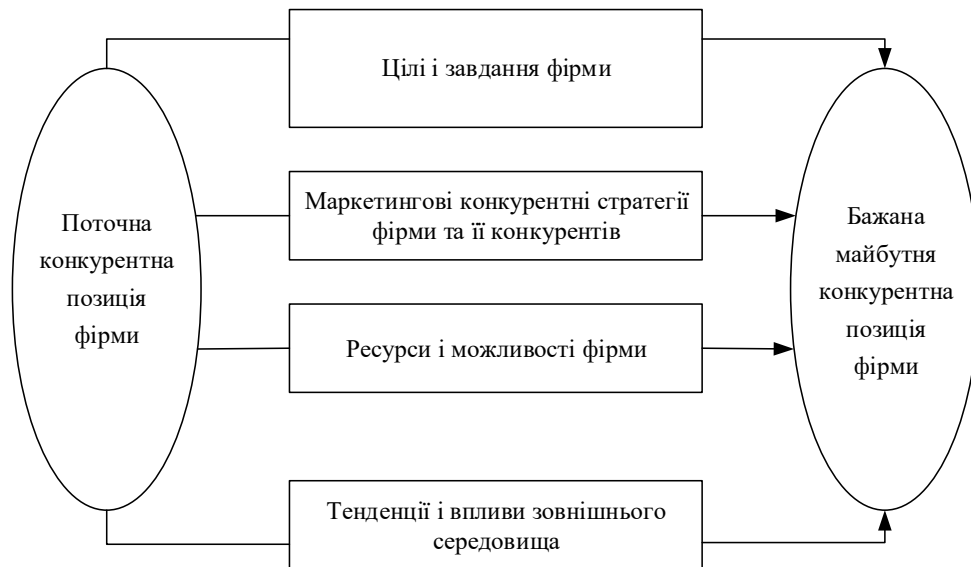 Цілі і завдання фірми
Маркетингові конкурентні стратегії
фірми та її конкурентів
Поточна
конкурентна
позиція
фірми
Бажана
майбутня
конкурентна
позиція
фірми
Ресурси і можливості фірми
Тенденції і впливи зовнішнього
середовища